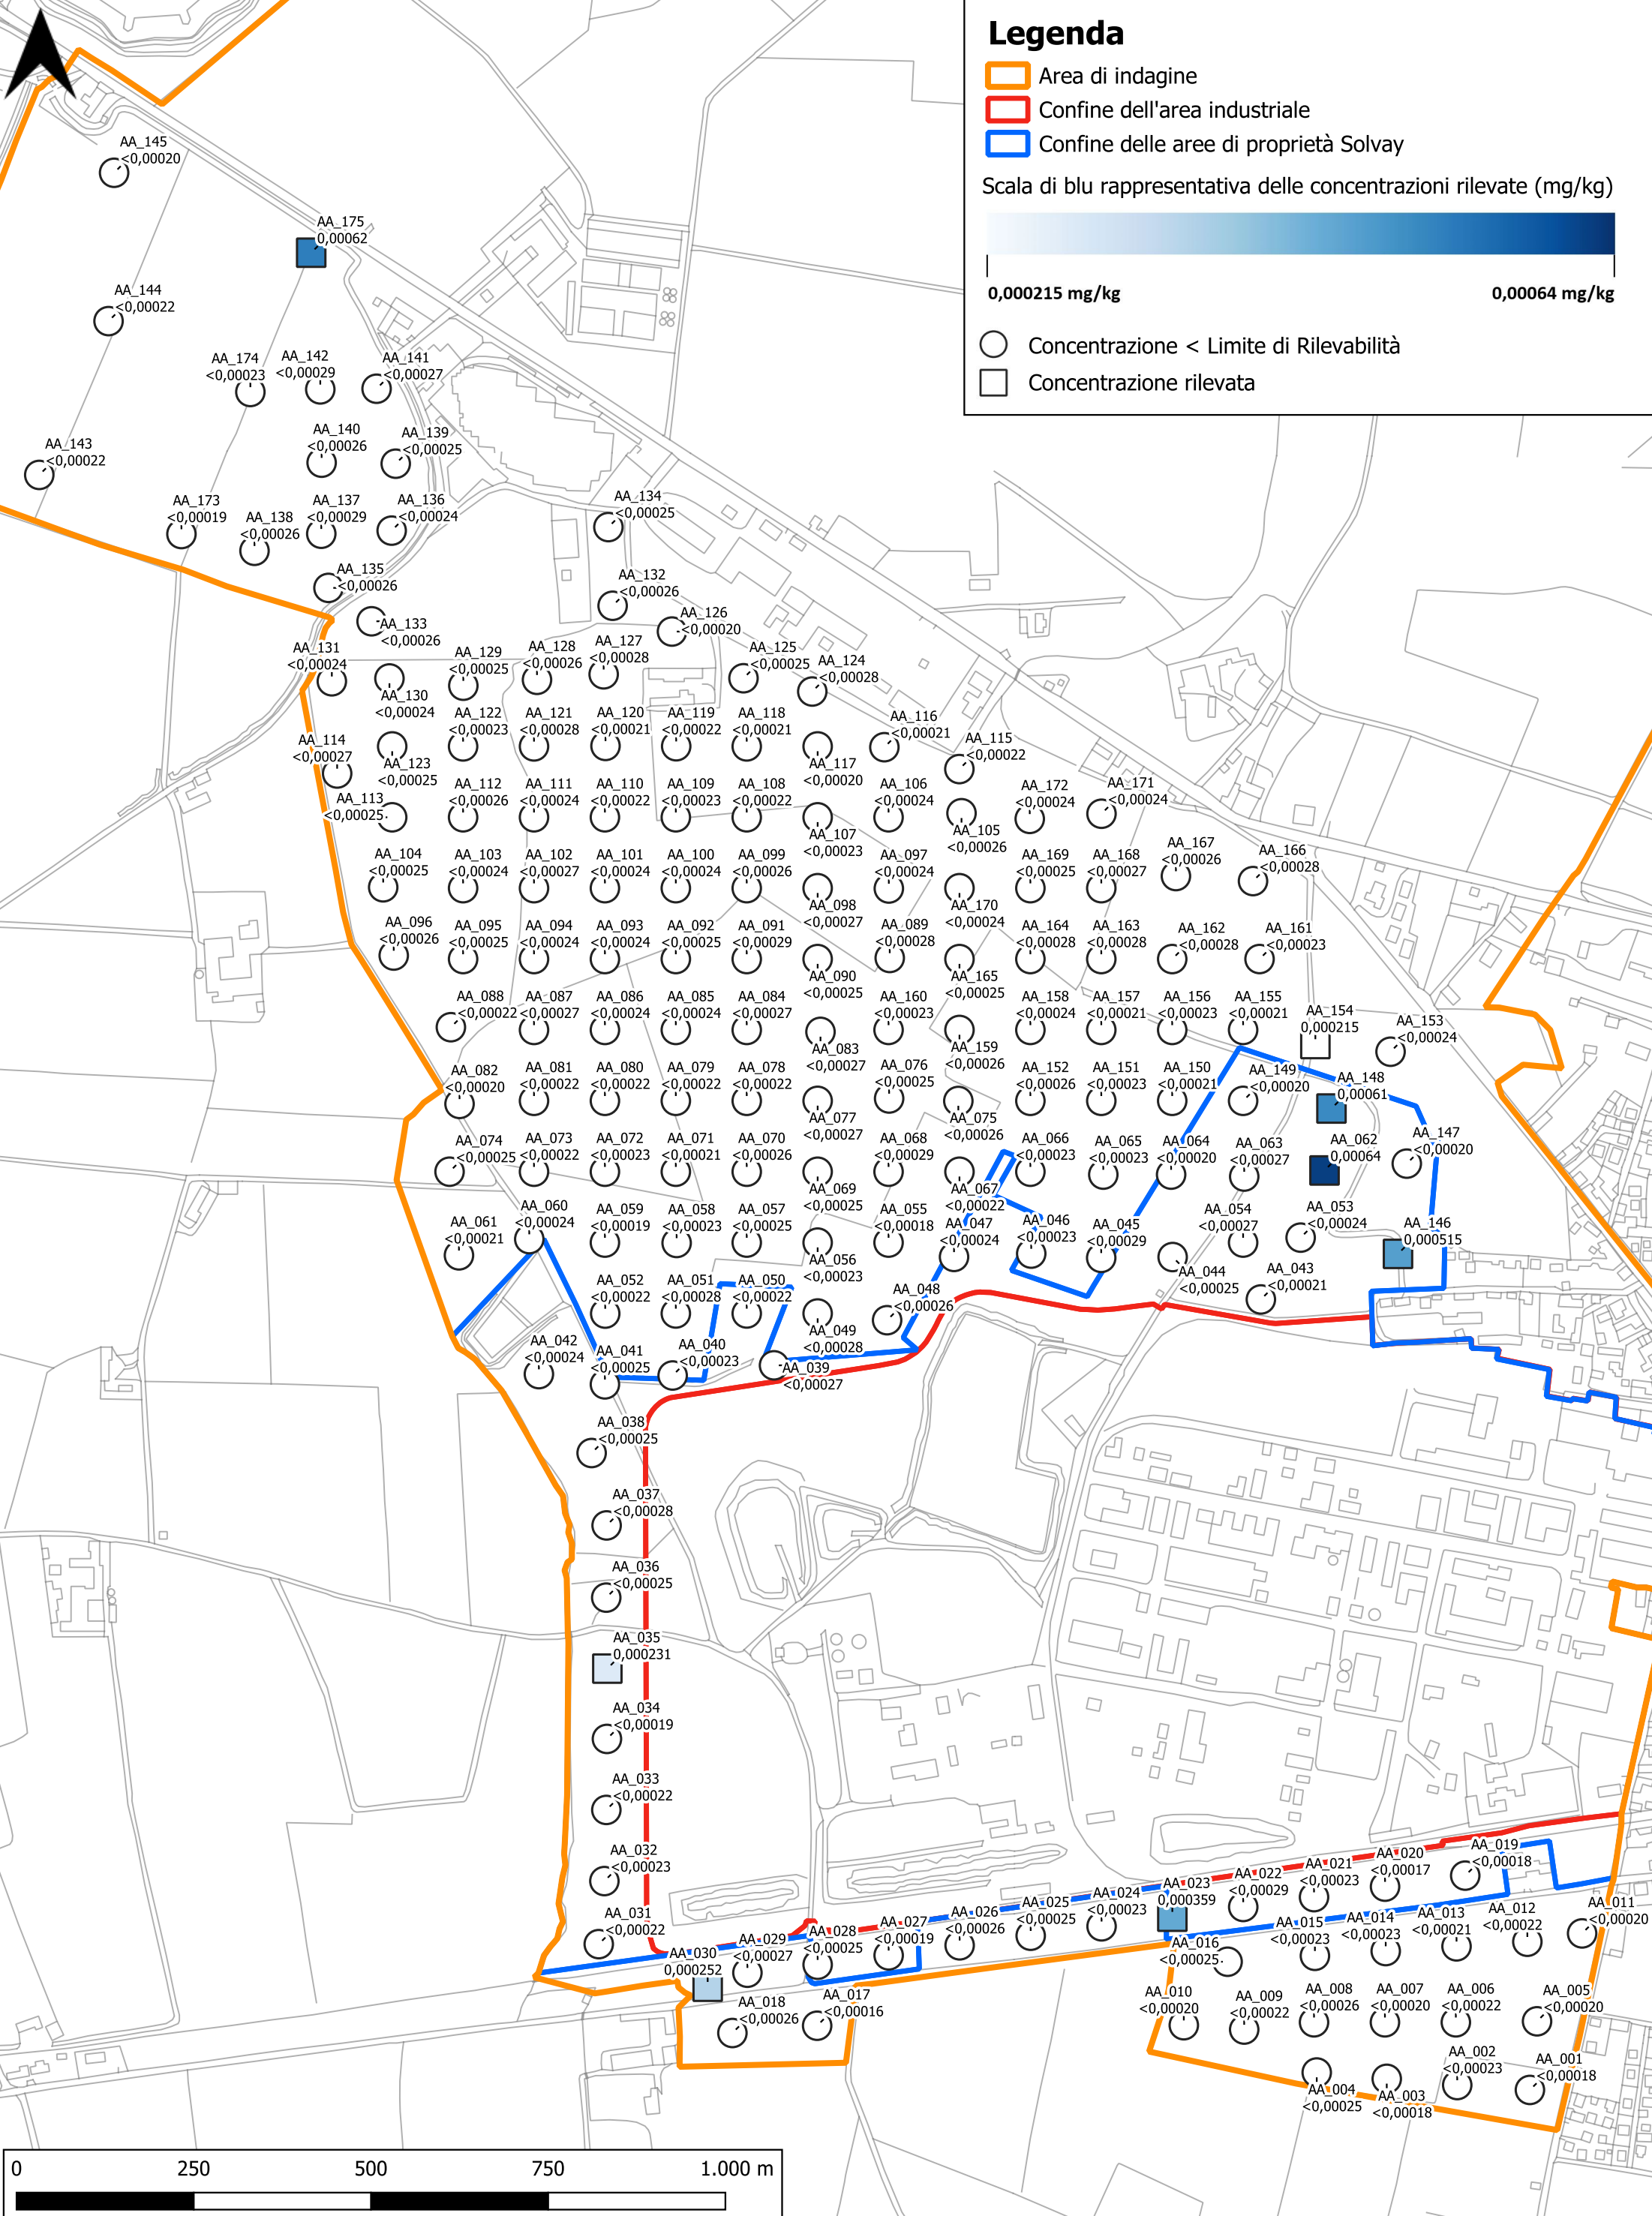 Legenda
Area di indagine
Confine dell'area industriale
Confine delle aree di proprietà Solvay
Scala di blu rappresentativa delle concentrazioni rilevate (mg/kg)
0,000215 mg/kg
0,00064 mg/kg
Concentrazione < Limite di Rilevabilità
Concentrazione rilevata
AA_145
<0,00020
AA_175
0,00062
AA_144
<0,00022
AA_174
<0,00023
AA_142
<0,00029
AA_141
<0,00027
AA_143
<0,00022
AA_140
<0,00026
AA_139
<0,00025
AA_173
<0,00019
AA_138
<0,00026
AA_137
<0,00029
AA_136
<0,00024
AA_134
<0,00025
AA_135
<0,00026
AA_132
<0,00026
AA_133
<0,00026
AA_126
<0,00020
AA_131
<0,00024
AA_129
<0,00025
AA_128
<0,00026
AA_127
<0,00028
AA_125
<0,00025
AA_124
<0,00028
AA_130
<0,00024
AA_122
<0,00023
AA_121
<0,00028
AA_120
<0,00021
AA_119
<0,00022
AA_118
<0,00021
AA_116
<0,00021
AA_115
<0,00022
AA_114
<0,00027
AA_123
<0,00025
AA_117
<0,00020
AA_113
<0,00025
AA_112
<0,00026
AA_111
<0,00024
AA_110
<0,00022
AA_109
<0,00023
AA_108
<0,00022
AA_106
<0,00024
AA_172
<0,00024
AA_171
<0,00024
AA_107
<0,00023
AA_105
<0,00026
AA_104
<0,00025
AA_103
<0,00024
AA_102
<0,00027
AA_101
<0,00024
AA_100
<0,00024
AA_099
<0,00026
AA_097
<0,00024
AA_169
<0,00025
AA_168
<0,00027
AA_167
<0,00026
AA_166
<0,00028
AA_098
<0,00027
AA_170
<0,00024
AA_096
<0,00026
AA_095
<0,00025
AA_094
<0,00024
AA_093
<0,00024
AA_092
<0,00025
AA_091
<0,00029
AA_089
<0,00028
AA_164
<0,00028
AA_163
<0,00028
AA_162
<0,00028
AA_161
<0,00023
AA_090
<0,00025
AA_165
<0,00025
AA_088
<0,00022
AA_087
<0,00027
AA_086
<0,00024
AA_085
<0,00024
AA_084
<0,00027
AA_160
<0,00023
AA_158
<0,00024
AA_157
<0,00021
AA_156
<0,00023
AA_155
<0,00021
AA_154
0,000215
AA_153
<0,00024
AA_083
<0,00027
AA_159
<0,00026
AA_082
<0,00020
AA_081
<0,00022
AA_080
<0,00022
AA_079
<0,00022
AA_078
<0,00022
AA_076
<0,00025
AA_152
<0,00026
AA_151
<0,00023
AA_150
<0,00021
AA_149
<0,00020
AA_148
0,00061
AA_077
<0,00027
AA_075
<0,00026
AA_074
<0,00025
AA_073
<0,00022
AA_072
<0,00023
AA_071
<0,00021
AA_070
<0,00026
AA_068
<0,00029
AA_066
<0,00023
AA_065
<0,00023
AA_064
<0,00020
AA_063
<0,00027
AA_062
0,00064
AA_147
<0,00020
AA_069
<0,00025
AA_067
<0,00022
AA_061
<0,00021
AA_060
<0,00024
AA_059
<0,00019
AA_058
<0,00023
AA_057
<0,00025
AA_055
<0,00018
AA_047
<0,00024
AA_046
<0,00023
AA_045
<0,00029
AA_054
<0,00027
AA_053
<0,00024
AA_146
0,000515
AA_056
<0,00023
AA_044
<0,00025
AA_043
<0,00021
AA_052
<0,00022
AA_051
<0,00028
AA_050
<0,00022
AA_048
<0,00026
AA_049
<0,00028
AA_042
<0,00024
AA_041
<0,00025
AA_040
<0,00023
AA_039
<0,00027
AA_038
<0,00025
AA_037
<0,00028
AA_036
<0,00025
AA_035
0,000231
AA_034
<0,00019
AA_033
<0,00022
AA_032
<0,00023
AA_031
<0,00022
AA_030
0,000252
AA_029
<0,00027
AA_028
<0,00025
AA_027
<0,00019
AA_026
<0,00026
AA_025
<0,00025
AA_024
<0,00023
AA_023
0,000359
AA_022
<0,00029
AA_021
<0,00023
AA_020
<0,00017
AA_019
<0,00018
AA_016
<0,00025
AA_015
<0,00023
AA_014
<0,00023
AA_013
<0,00021
AA_012
<0,00022
AA_011
<0,00020
AA_018
<0,00026
AA_017
<0,00016
AA_010
<0,00020
AA_009
<0,00022
AA_008
<0,00026
AA_007
<0,00020
AA_006
<0,00022
AA_005
<0,00020
AA_004
<0,00025
AA_003
<0,00018
AA_002
<0,00023
AA_001
<0,00018
0 250 500 750 1.000 m